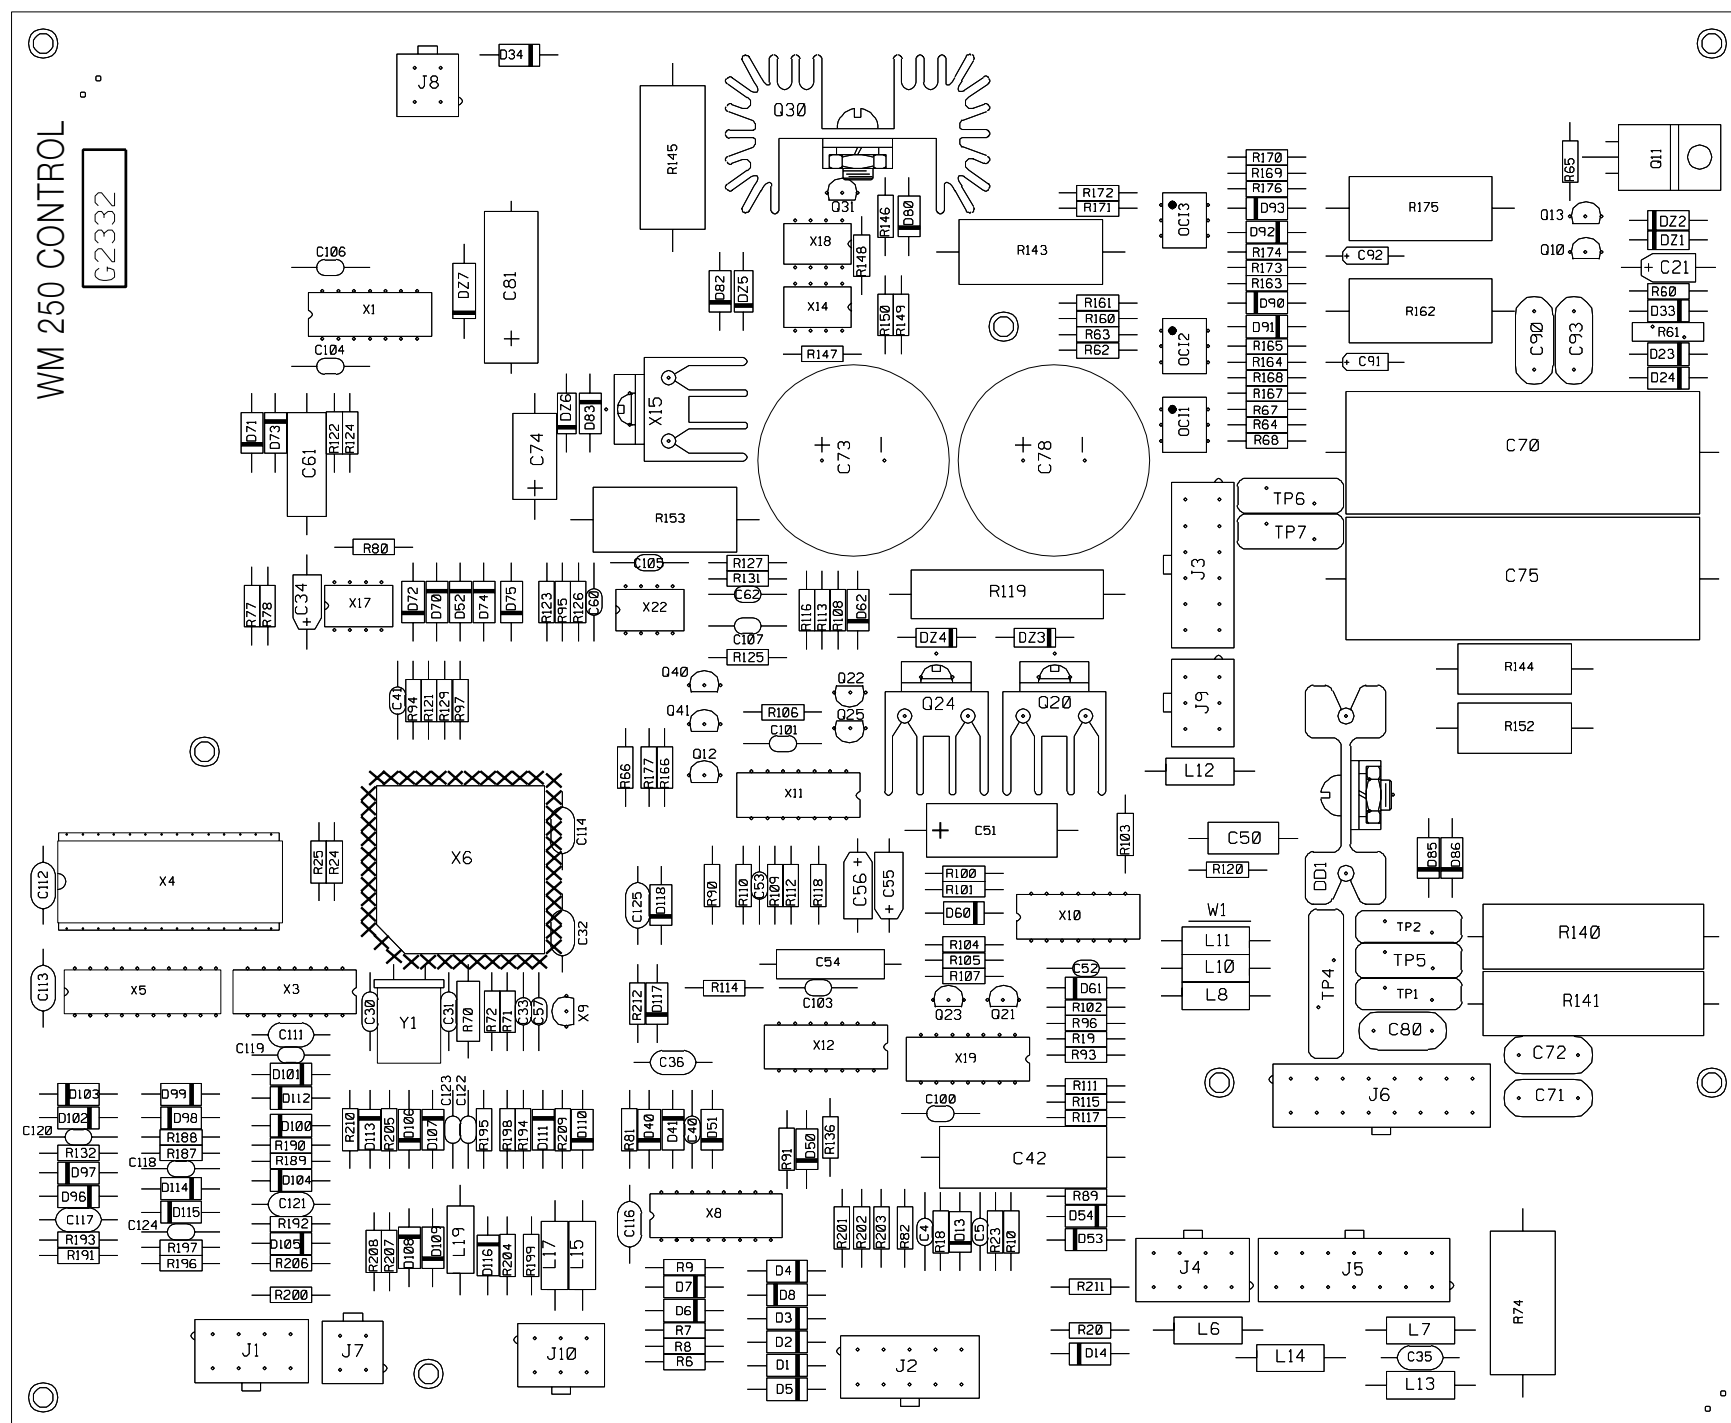 WM 250 CONTROL
G2332
J8
D34
R145
Q30
Q31
R146
D80
X18
R148
X14
R150
R149
R147
D82
DZ5
C106
X1
C104
DZ7
C81
R143
R172
R171
R161
R160
R63
R62
OCI3
OCI2
OCI1
R170
R169
R176
D93
D92
R174
R173
R163
D90
D91
R165
R164
R168
R167
R67
R64
R68
R175
C92
R162
C91
R65
Q11
Q13
Q10
DZ2
DZ1
C21
R60
D33
R61
D23
D24
C90
C93
D71
D73
C61
R122
R124
C74
DZ6
D83
X15
+
C73
−
+
C78
−
C70
TP6
TP7
C75
J3
R153
R80
C105
R127
R131
C62
C107
R125
R77
R78
C34
X17
D72
D70
D52
D74
D75
R123
R95
R126
C60
X22
R116
R113
R108
D62
R119
DZ4
DZ3
R144
R152
J9
C41
R94
R121
R129
R97
Q40
Q41
Q12
Q22
Q25
R106
C101
Q24
Q20
R66
R177
R166
X11
L12
DD1
C51
R103
C50
R120
D85
D86
X6
C114
C32
R25
R24
C112
X4
C125
D118
R90
R110
C53
R109
R112
R118
C56
C55
R100
R101
D60
X10
R104
R105
R107
W1
L11
L10
L8
TP4
TP2
TP5
TP1
C80
R140
R141
C72
C71
C113
X5
X3
C30
Y1
C31
R70
R72
R71
C33
C57
X9
R212
D117
R114
C54
C103
Q23
Q21
C52
D61
R102
R96
R19
R93
X12
X19
C36
C111
C119
D101
D112
J6
D103
D102
C120
R132
D97
D96
C117
R193
R191
D99
D98
R188
R187
C118
D114
D115
C124
R197
R196
D100
R190
R189
D104
C121
R192
D105
R206
R200
R210
D113
R205
D106
D107
C123
C122
R195
R198
R194
D111
R209
D110
R81
D40
D41
C40
D51
R91
D50
R136
C100
R111
R115
R117
C42
R89
D54
D53
R208
R207
D108
D109
L19
D116
R204
R199
L17
L15
C116
X8
R201
R202
R203
R82
C4
R18
D13
C5
R23
R10
J4
J5
R74
R9
D7
D6
R7
R8
R6
D4
D8
D3
D2
D1
D5
R211
R20
D14
L6
L14
L7
C35
L13
J1
J7
J10
J2